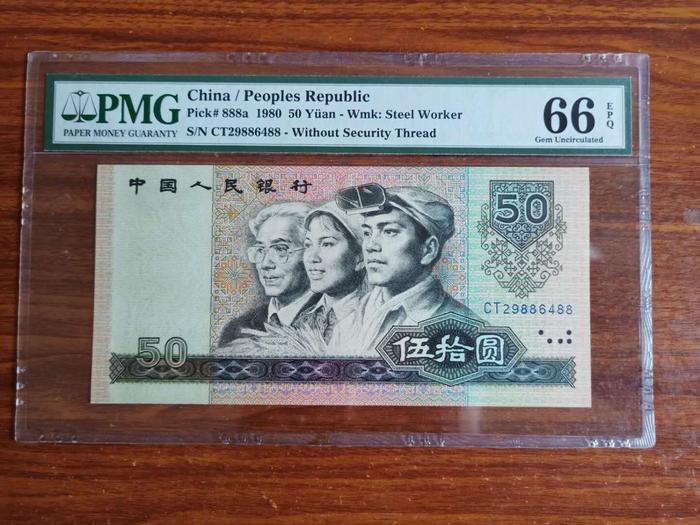 PMG
PAPER MONEY GUARANTY
China / Peoples Republic
Pick# 888a 1980 50 Yüan - Wmk: Steel Worker
S/N CT29886488 - Without Security Thread
66 EPQ
Gem Uncirculated
中国人民银行
50
CT29886488
50
伍拾圆